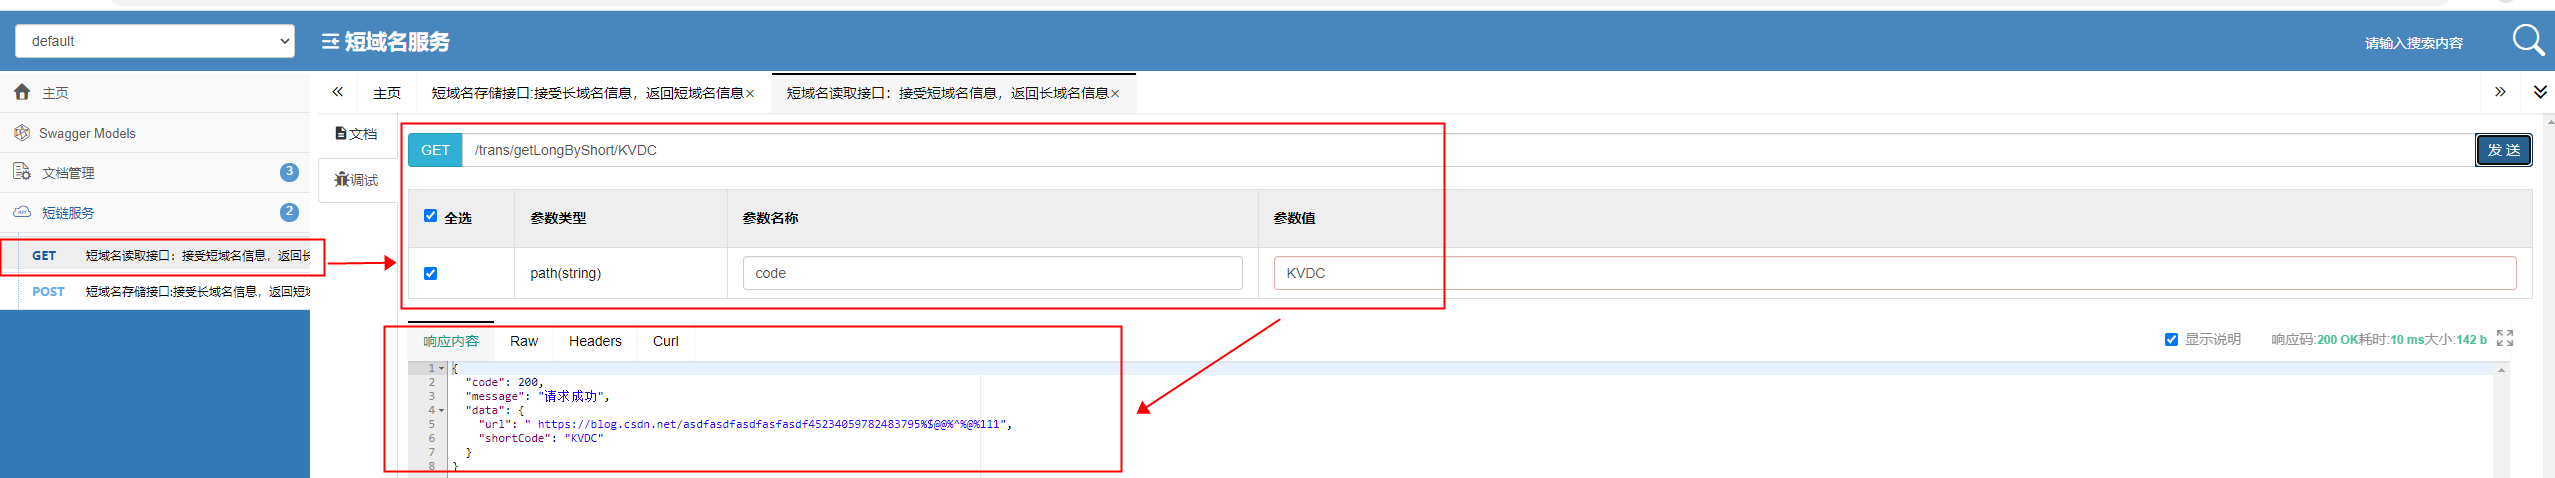 default
短域名服务
请输入搜索内容
主页
Swagger Models
文档管理 3
短链服务 2
GET 短域名读取接口：接受短域名信息，返回长
POST 短域名存储接口:接受长域名信息，返回短域
主页 短域名存储接口:接受长域名信息，返回短域名信息× 短域名读取接口：接受短域名信息，返回长域名信息×
文档
调试
GET /trans/getLongByShort/KVDC 发 送
全选 参数类型 参数名称 参数值
path(string) code KVDC
响应内容 Raw Headers Curl 显示说明 响应码:200 OK耗时:10 ms大小:142 b
1 {
2 "code": 200,
3 "message": "请求成功",
4 "data": {
5 "url": " https://blog.csdn.net/asdfasdfasdfasfasdf45234059782483795%$@@%^%@%111",
6 "shortCode": "KVDC"
7 }
8 }